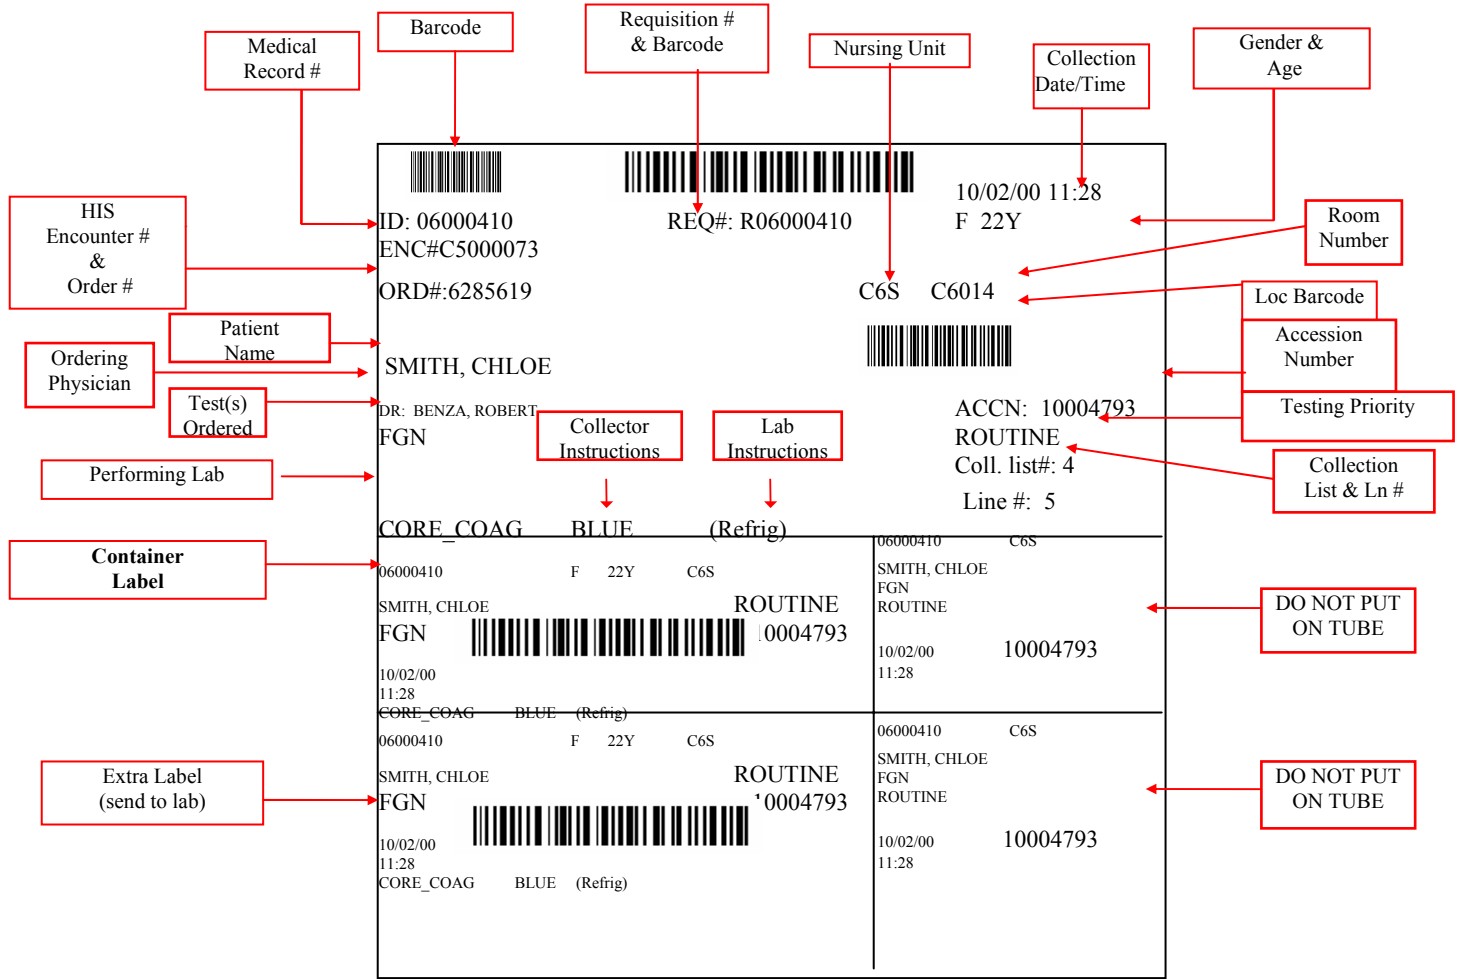 Medical
Record #
Barcode
Requisition #
& Barcode
Nursing Unit
Collection
Date/Time
Gender &
Age
HIS
Encounter #
&
Order #
Patient
Name
Ordering
Physician
Test(s)
Ordered
Performing Lab
Container
Label
Extra Label
(send to lab)
ID: 06000410
ENC#C5000073
ORD#:6285619
SMITH, CHLOE
DR: BENZA, ROBERT
FGN
REQ#: R06000410
10/02/00 11:28
F 22Y
C6S C6014
ACCN: 10004793
ROUTINE
Coll. list#: 4
Line #: 5
Collector
Instructions
Lab
Instructions
CORE_COAG BLUE (Refrig)
Room
Number
Loc Barcode
Accession
Number
Testing Priority
Collection
List & Ln #
06000410 F 22Y C6S
SMITH, CHLOE ROUTINE
FGN 10004793
10/02/00
11:28
CORE_COAG BLUE (Refrig)
06000410 C6S
SMITH, CHLOE
FGN
ROUTINE
10/02/00 10004793
11:28
DO NOT PUT
ON TUBE
06000410 F 22Y C6S
SMITH, CHLOE ROUTINE
FGN 10004793
10/02/00
11:28
CORE_COAG BLUE (Refrig)
06000410 C6S
SMITH, CHLOE
FGN
ROUTINE
10/02/00 10004793
11:28
DO NOT PUT
ON TUBE